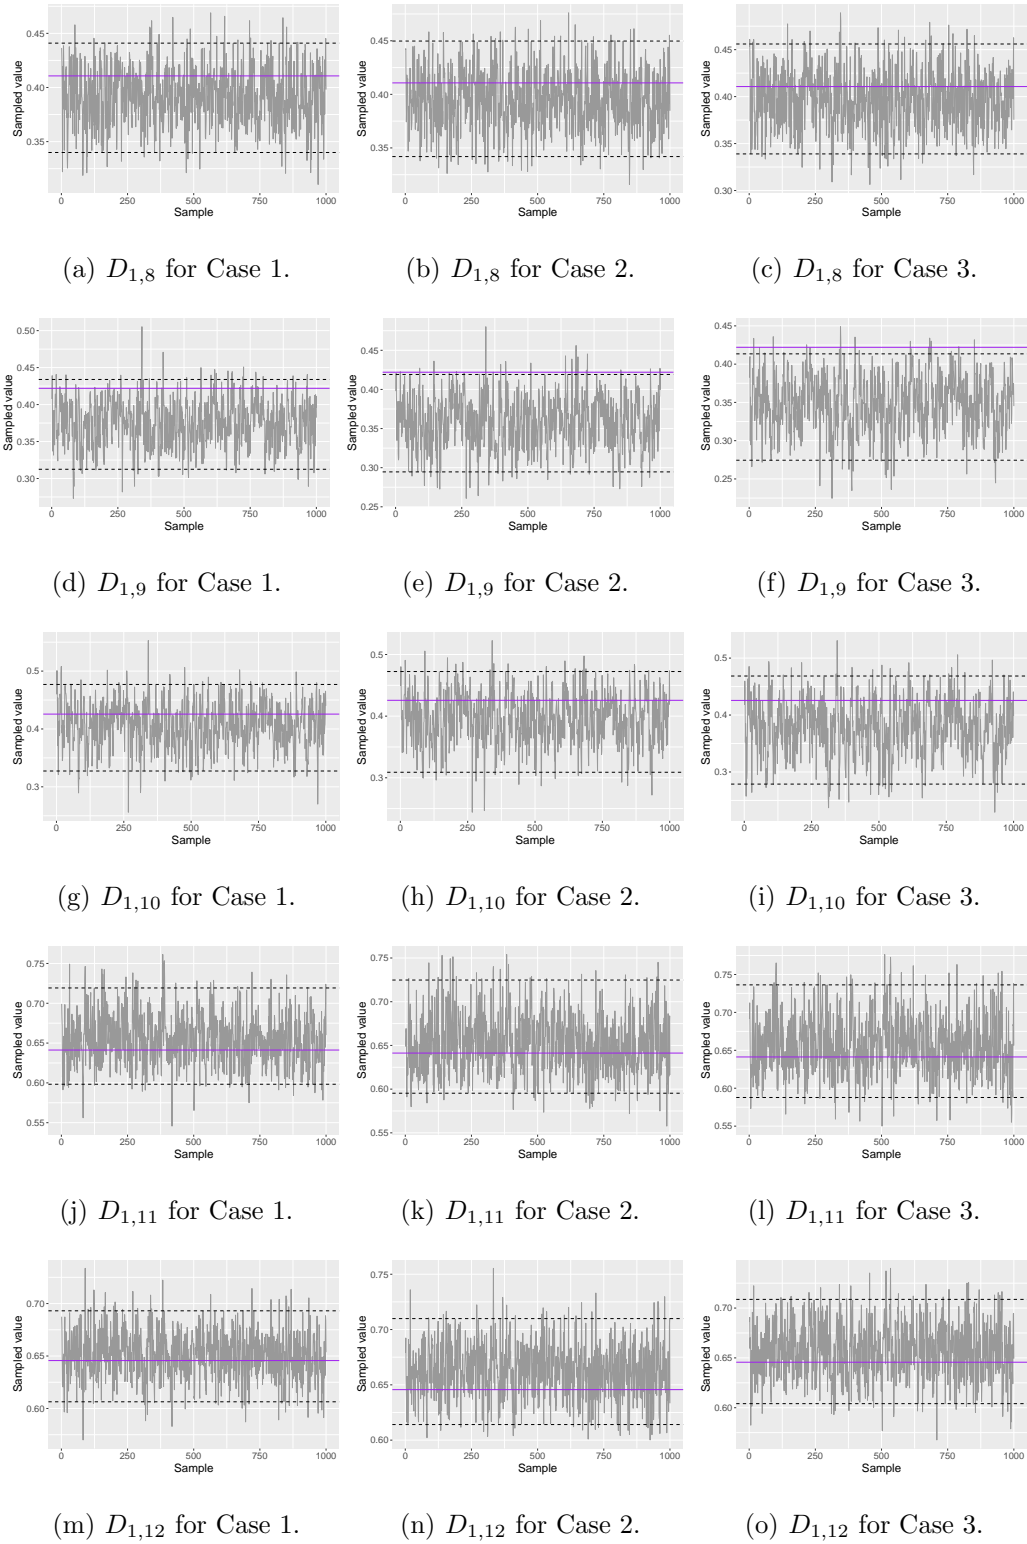 Sampled value
0.45
0.40
0.35
0 250 500 750 1000
Sample
(a) D1,8 for Case 1.
Sampled value
0.45
0.40
0.35
0 250 500 750 1000
Sample
(b) D1,8 for Case 2.
Sampled value
0.45
0.40
0.35
0.30
0 250 500 750 1000
Sample
(c) D1,8 for Case 3.
Sampled value
0.50
0.45
0.40
0.35
0.30
0 250 500 750 1000
Sample
(d) D1,9 for Case 1.
Sampled value
0.45
0.40
0.35
0.30
0.25
0 250 500 750 1000
Sample
(e) D1,9 for Case 2.
Sampled value
0.45
0.40
0.35
0.30
0.25
0 250 500 750 1000
Sample
(f) D1,9 for Case 3.
Sampled value
0.5
0.4
0.3
0 250 500 750 1000
Sample
(g) D1,10 for Case 1.
Sampled value
0.5
0.4
0.3
0 250 500 750 1000
Sample
(h) D1,10 for Case 2.
Sampled value
0.5
0.4
0.3
0 250 500 750 1000
Sample
(i) D1,10 for Case 3.
Sampled value
0.75
0.70
0.65
0.60
0.55
0 250 500 750 1000
Sample
(j) D1,11 for Case 1.
Sampled value
0.75
0.70
0.65
0.60
0.55
0 250 500 750 1000
Sample
(k) D1,11 for Case 2.
Sampled value
0.75
0.70
0.65
0.60
0.55
0 250 500 750 1000
Sample
(l) D1,11 for Case 3.
Sampled value
0.70
0.65
0.60
0 250 500 750 1000
Sample
(m) D1,12 for Case 1.
Sampled value
0.75
0.70
0.65
0.60
0 250 500 750 1000
Sample
(n) D1,12 for Case 2.
Sampled value
0.70
0.65
0.60
0 250 500 750 1000
Sample
(o) D1,12 for Case 3.